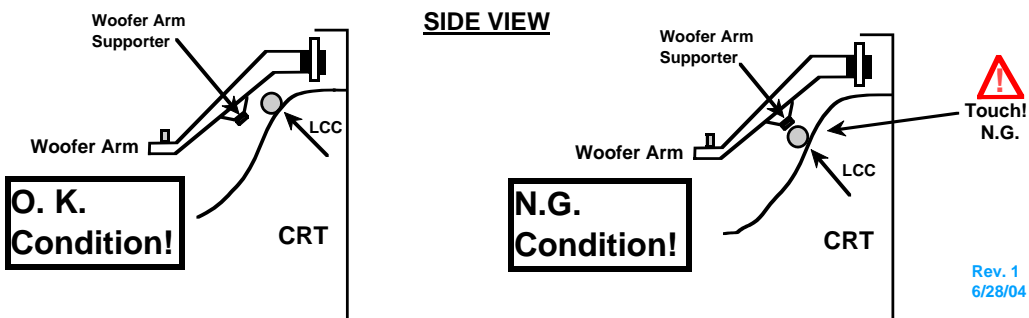 SIDE VIEW
Woofer Arm
Supporter
LCC
Woofer Arm
O. K.
Condition!
CRT
Woofer Arm
Supporter
!
Touch!
N.G.
Woofer Arm
LCC
N.G.
Condition!
CRT
Rev. 1
6/28/04